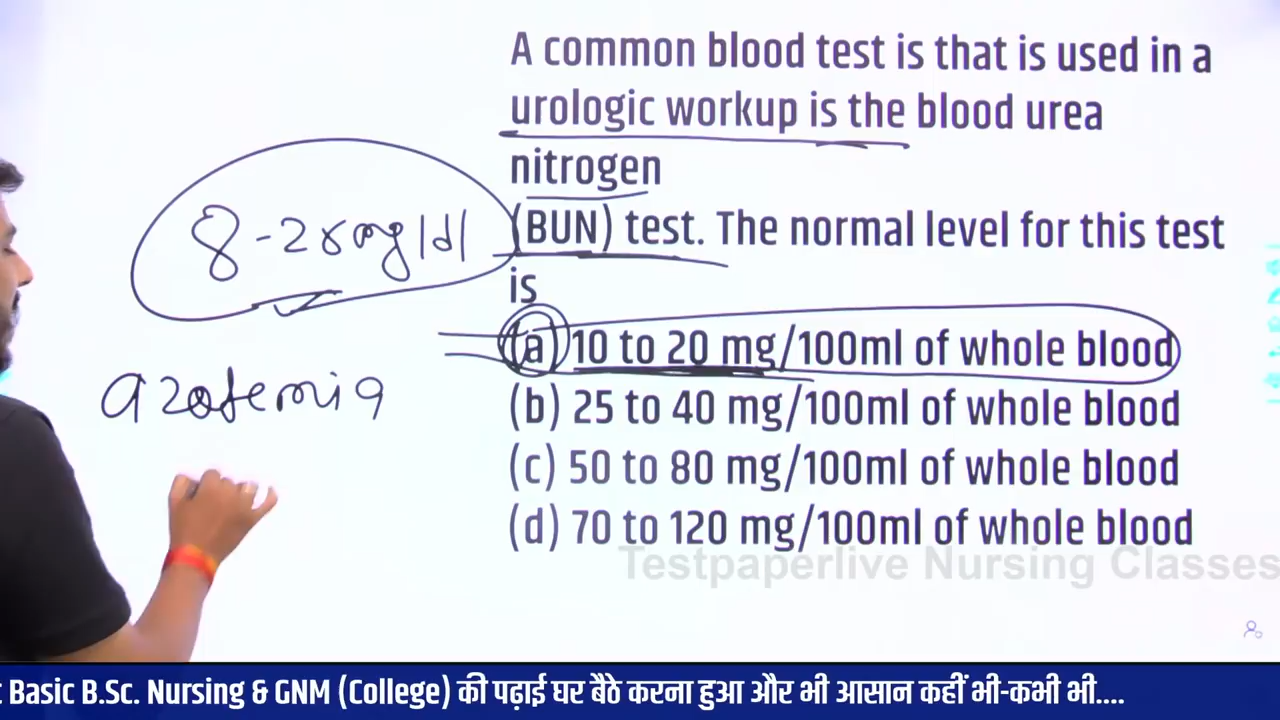 A common blood test is that is used in a
urologic workup is the blood urea
nitrogen
(BUN) test. The normal level for this test
is
(a) 10 to 20 mg/100ml of whole blood
(b) 25 to 40 mg/100ml of whole blood
(c) 50 to 80 mg/100ml of whole blood
(d) 70 to 120 mg/100ml of whole blood
mg/dl
azotemia
Testpaperlive Nursing Classes
Basic B.Sc. Nursing & GNM (College) की पढ़ाई घर बैठे करना हुआ और भी आसान कहीं भी-कभी भी....